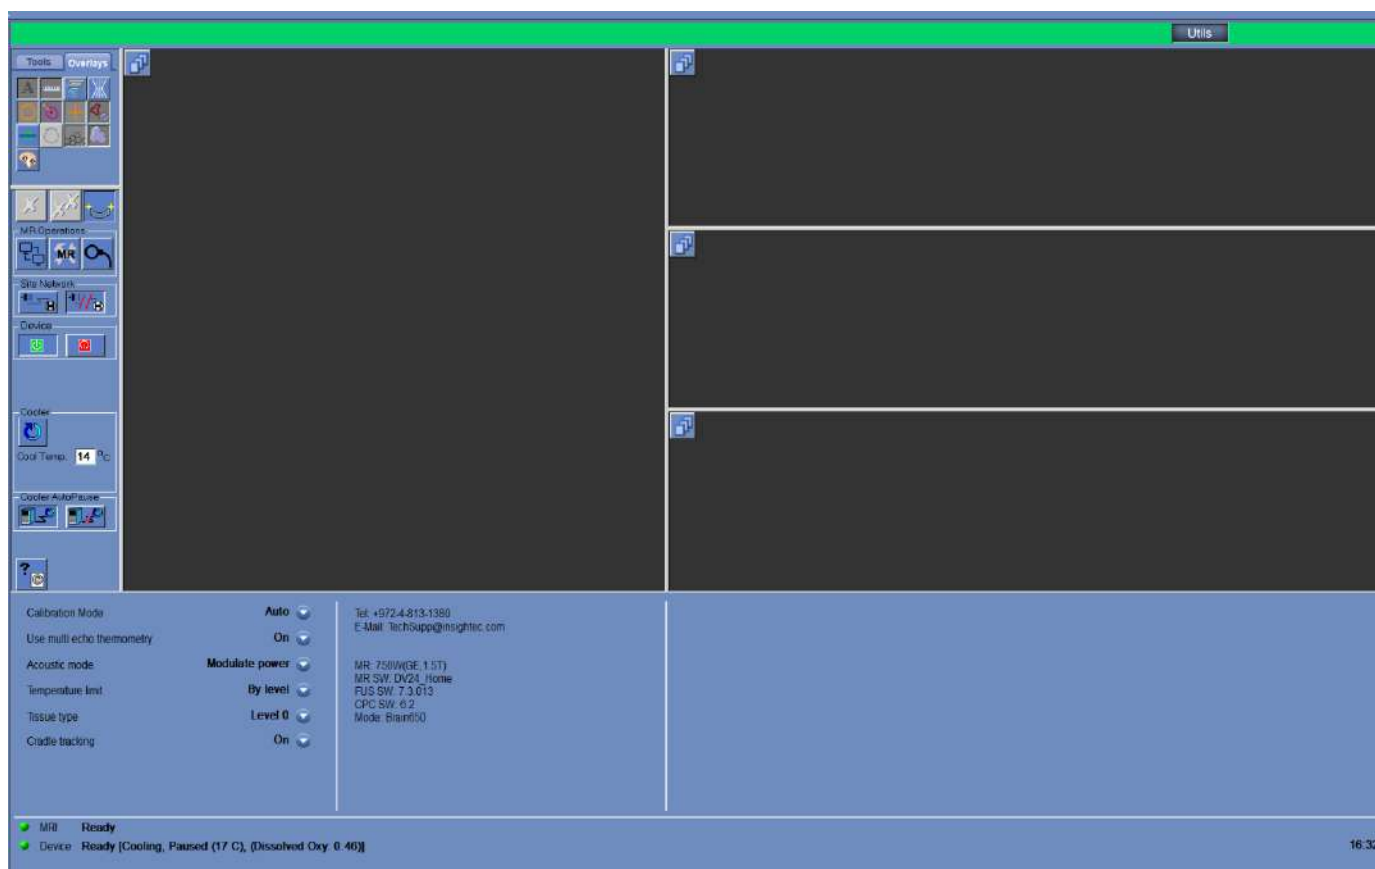 Utils
Tools Overlays
A
MR Operations
MR
Site Network
Device
Cooler
Cool Temp. 14 °C
Cooler AutoPause
?
Calibration Mode Auto
Use multi echo thermometry On
Acoustic mode Modulate power
Temperature limit By level
Tissue type Level 0
Cradle tracking On
Tel: +972-4-813-1380
E-Mail: TechSupp@insightec.com
MR: 750W(GE,1.5T)
MR SW: DV24_Home
FUS SW: 7.3.013
CPC SW: 6.2
Mode: Brain650
MRI Ready
Device Ready [Cooling, Paused (17 C), (Dissolved Oxy: 0.46)]
16:32